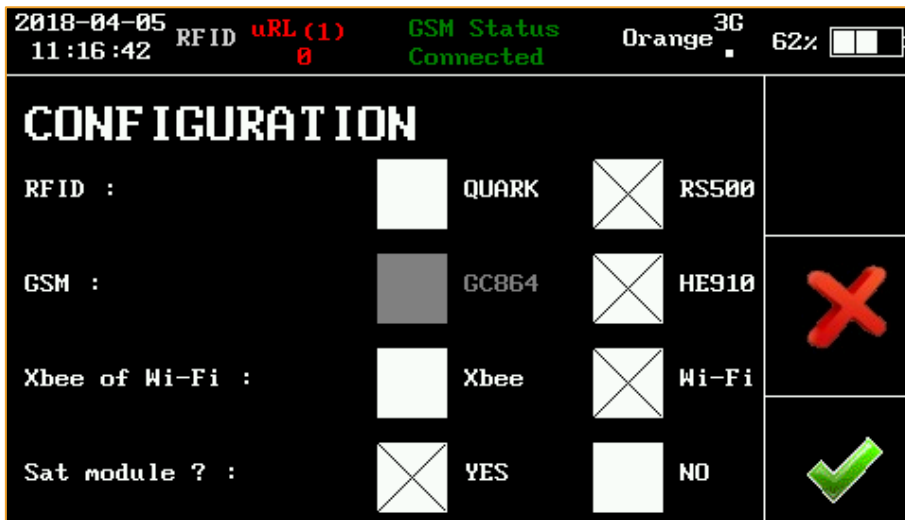 2018-04-05
11:16:42
RFID
uRL(1)
0
GSM Status
Connected
Orange
3G
62%
CONFIGURATION
RFID : QUARK RS500
GSM : GC864 HE910
Xbee of Wi-Fi : Xbee Wi-Fi
Sat module ? : YES NO